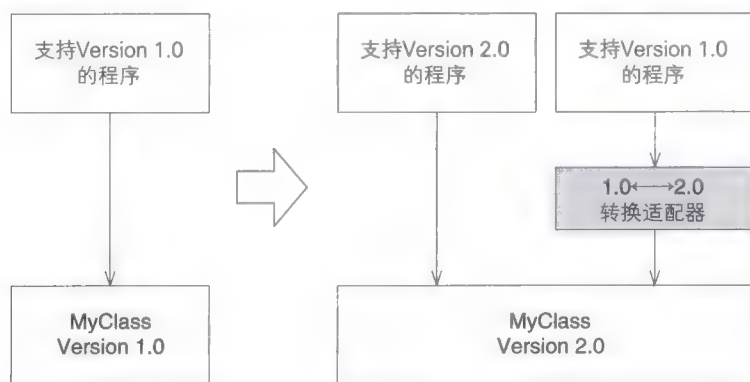 支持Version 1.0
的程序
支持Version 2.0
的程序
支持Version 1.0
的程序
1.0⟷2.0
转换适配器
MyClass
Version 1.0
MyClass
Version 2.0